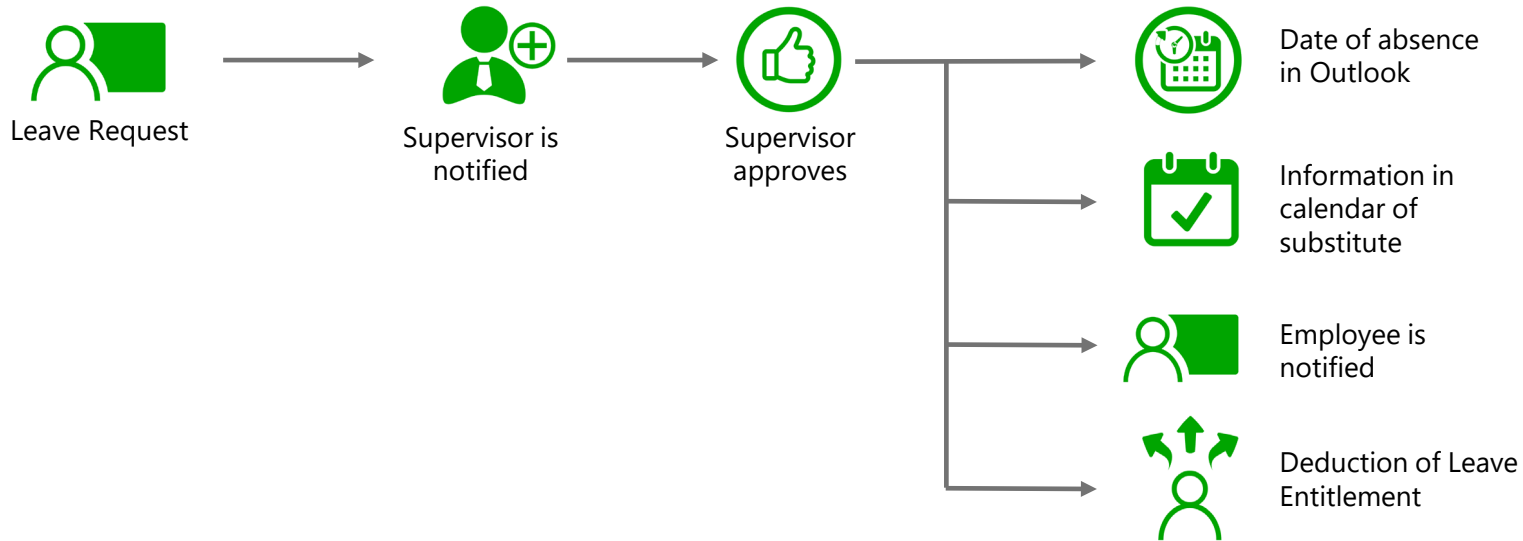 Leave Request
Supervisor is
notified
Supervisor
approves
Date of absence
in Outlook
Information in
calendar of
substitute
Employee is
notified
Deduction of Leave
Entitlement